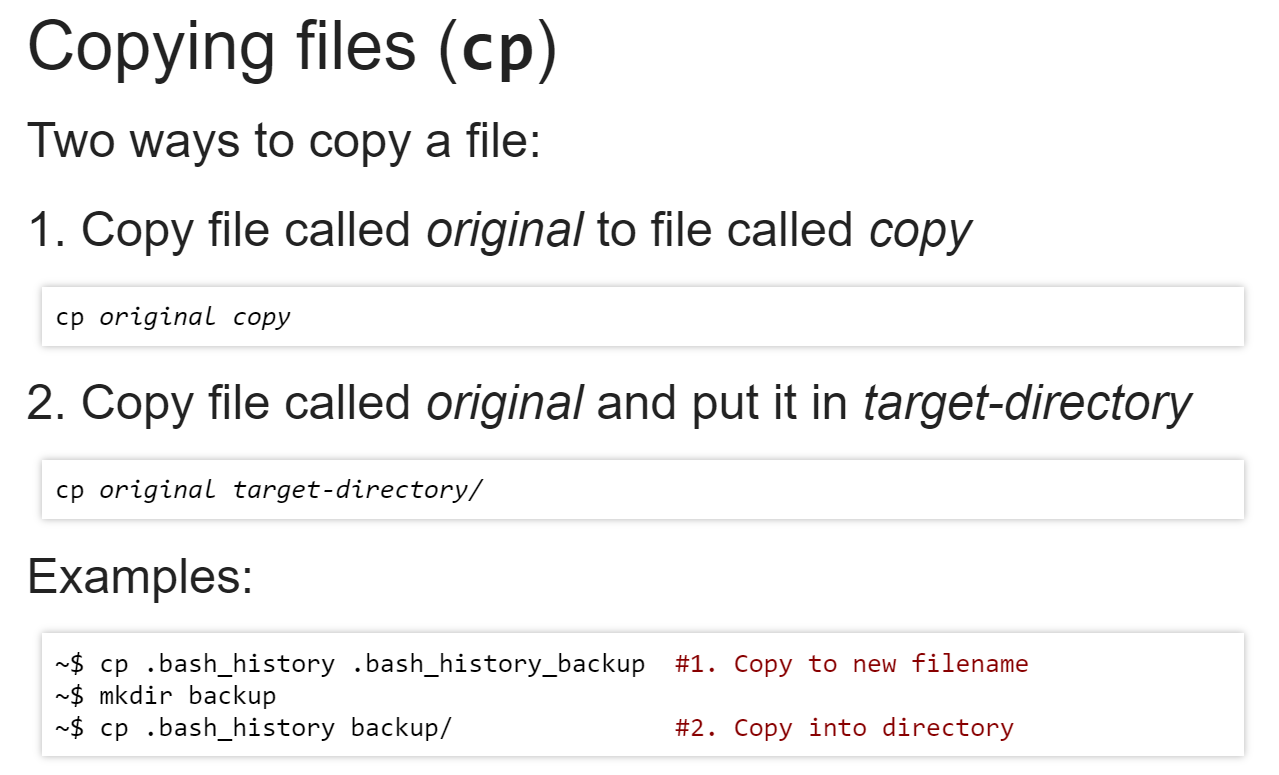 Copying files (cp)
Two ways to copy a file:
1. Copy file called original to file called copy
cp original copy
2. Copy file called original and put it in target-directory
cp original target-directory/
Examples:
~$ cp .bash_history .bash_history_backup  #1. Copy to new filename
~$ mkdir backup
~$ cp .bash_history backup/               #2. Copy into directory